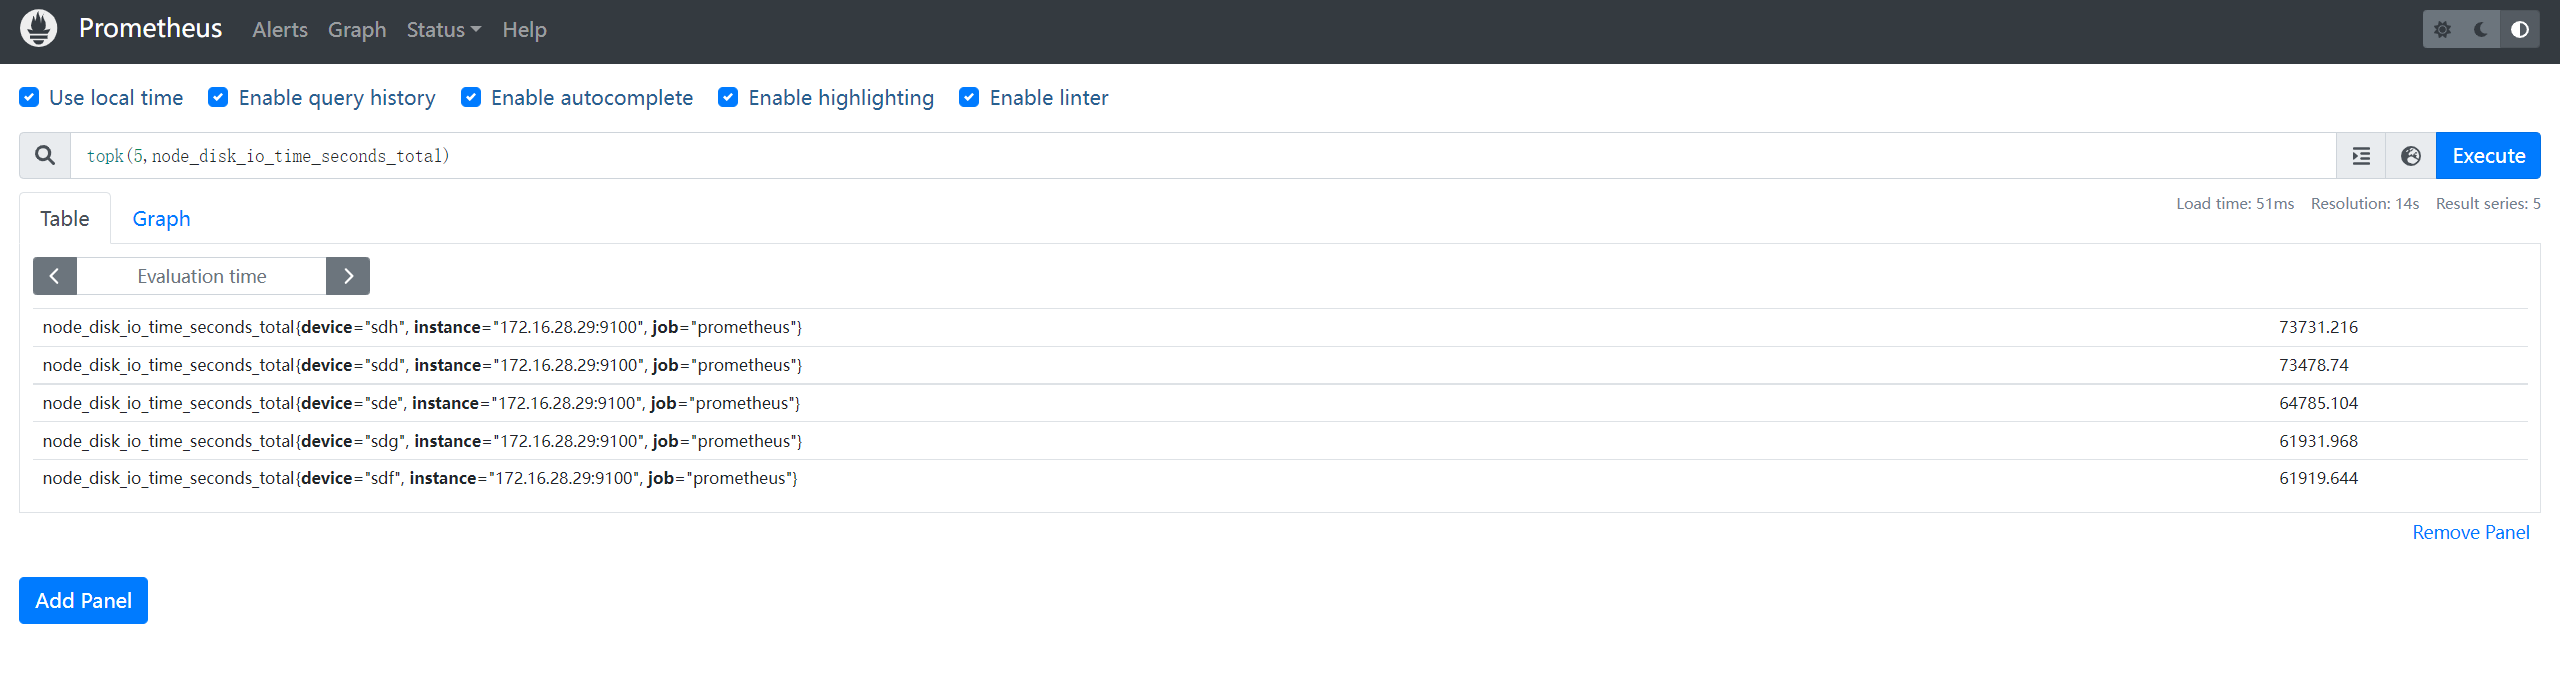 Prometheus Alerts Graph Status Help
Use local time Enable query history Enable autocomplete Enable highlighting Enable linter
topk(5,node_disk_io_time_seconds_total) Execute
Table Graph Load time: 51ms Resolution: 14s Result series: 5
Evaluation time
node_disk_io_time_seconds_total{device="sdh", instance="172.16.28.29:9100", job="prometheus"} 73731.216
node_disk_io_time_seconds_total{device="sdd", instance="172.16.28.29:9100", job="prometheus"} 73478.74
node_disk_io_time_seconds_total{device="sde", instance="172.16.28.29:9100", job="prometheus"} 64785.104
node_disk_io_time_seconds_total{device="sdg", instance="172.16.28.29:9100", job="prometheus"} 61931.968
node_disk_io_time_seconds_total{device="sdf", instance="172.16.28.29:9100", job="prometheus"} 61919.644
Remove Panel
Add Panel